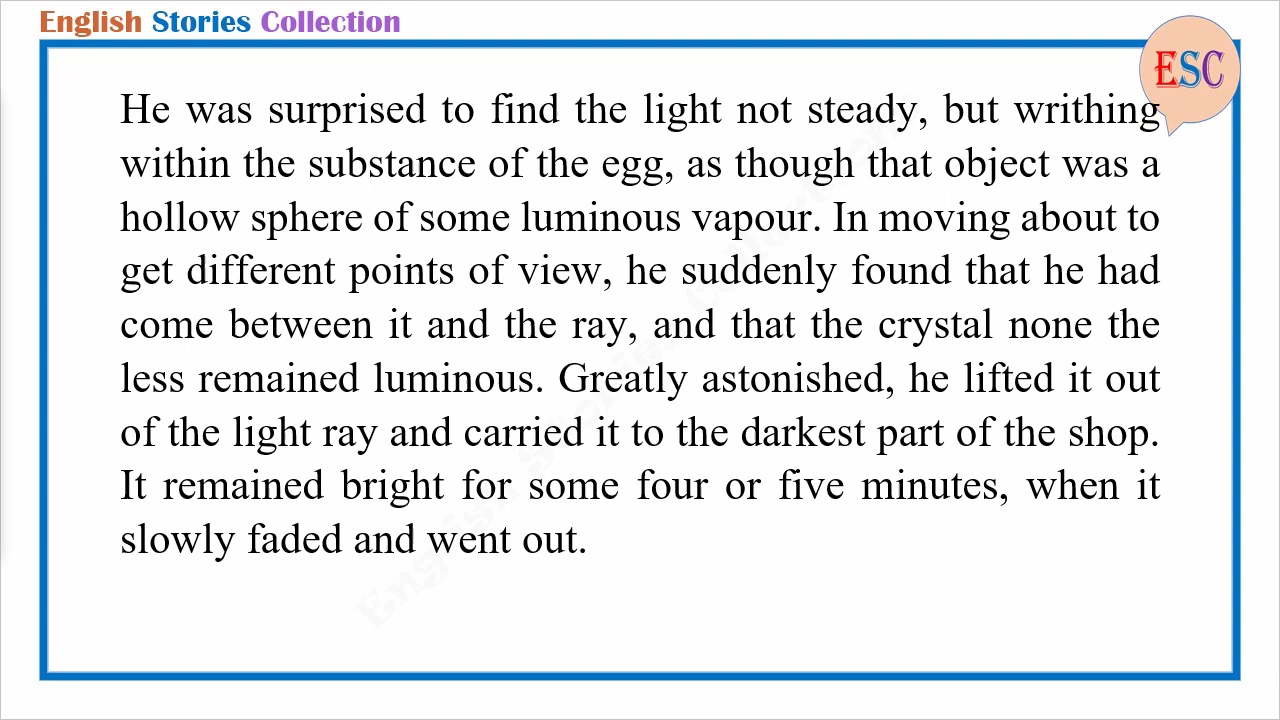 English Stories Collection
ESC
He was surprised to find the light not steady, but writhing
within the substance of the egg, as though that object was a
hollow sphere of some luminous vapour. In moving about to
get different points of view, he suddenly found that he had
come between it and the ray, and that the crystal none the
less remained luminous. Greatly astonished, he lifted it out
of the light ray and carried it to the darkest part of the shop.
It remained bright for some four or five minutes, when it
slowly faded and went out.